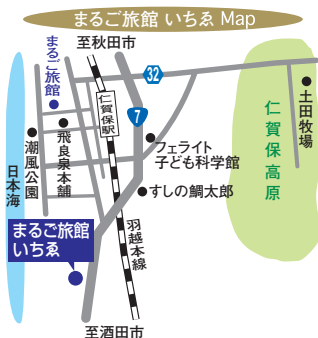 まるご旅館 いちゑ Map
至秋田市
まるご旅館
32
仁賀保駅
7
土田牧場
仁賀保高原
フェライト
子ども科学館
飛良泉本舗
潮風公園
日本海
すしの鯛太郎
まるご旅館
いちゑ
羽越本線
至酒田市